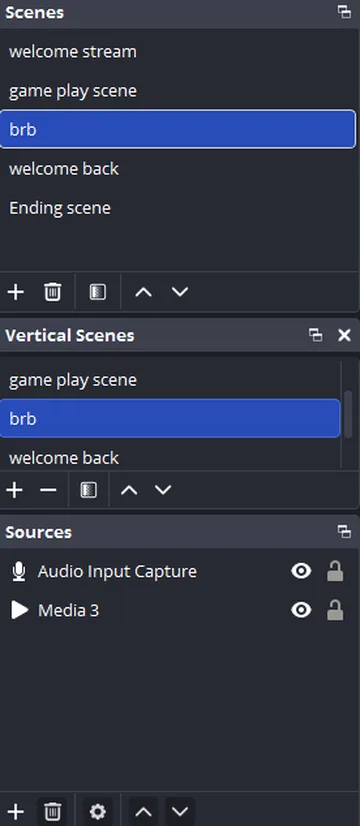 Scenes
welcome stream
game play scene
brb
welcome back
Ending scene
Vertical Scenes
game play scene
brb
welcome back
Sources
Audio Input Capture
Media 3